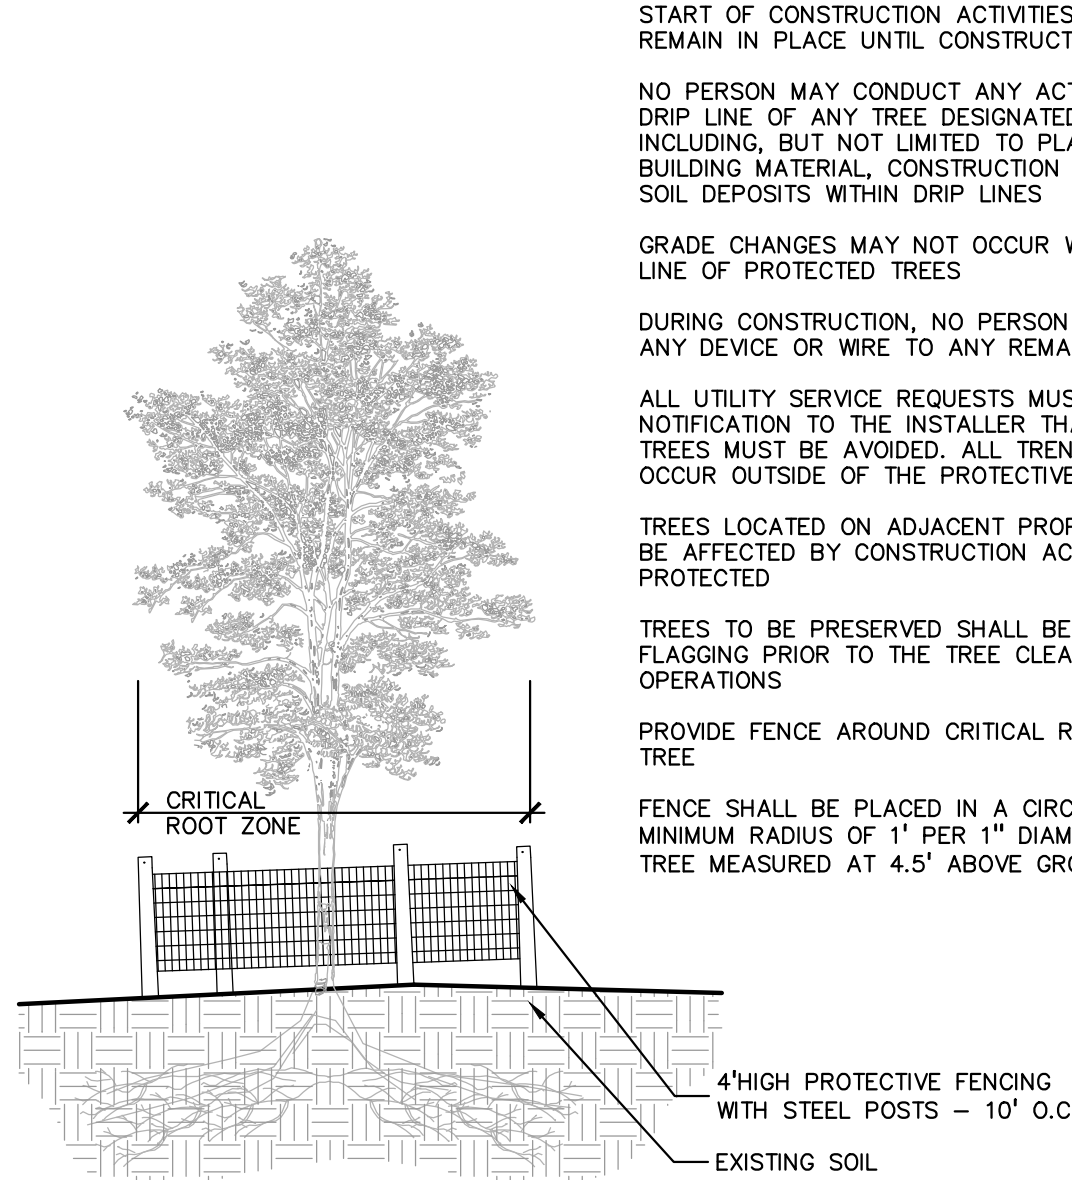 START OF CONSTRUCTION ACTIVITIES
REMAIN IN PLACE UNTIL CONSTRUCT
NO PERSON MAY CONDUCT ANY ACT
DRIP LINE OF ANY TREE DESIGNATED
INCLUDING, BUT NOT LIMITED TO PLA
BUILDING MATERIAL, CONSTRUCTION
SOIL DEPOSITS WITHIN DRIP LINES
GRADE CHANGES MAY NOT OCCUR W
LINE OF PROTECTED TREES
DURING CONSTRUCTION, NO PERSON
ANY DEVICE OR WIRE TO ANY REMA
ALL UTILITY SERVICE REQUESTS MUS
NOTIFICATION TO THE INSTALLER THA
TREES MUST BE AVOIDED. ALL TREN
OCCUR OUTSIDE OF THE PROTECTIVE
TREES LOCATED ON ADJACENT PROP
BE AFFECTED BY CONSTRUCTION AC
PROTECTED
TREES TO BE PRESERVED SHALL BE
FLAGGING PRIOR TO THE TREE CLEA
OPERATIONS
PROVIDE FENCE AROUND CRITICAL R
TREE
FENCE SHALL BE PLACED IN A CIRC
MINIMUM RADIUS OF 1' PER 1" DIAM
TREE MEASURED AT 4.5' ABOVE GRO
CRITICAL
ROOT ZONE
4'HIGH PROTECTIVE FENCING
WITH STEEL POSTS – 10' O.C
EXISTING SOIL